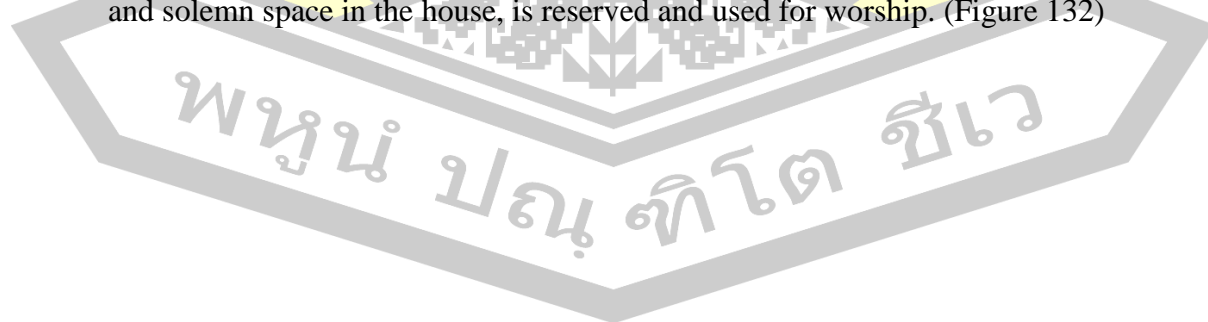 and solemn space in the house, is reserved and used for worship. (Figure 132)
พหูนํ ปณฺฑิโต ชีเว